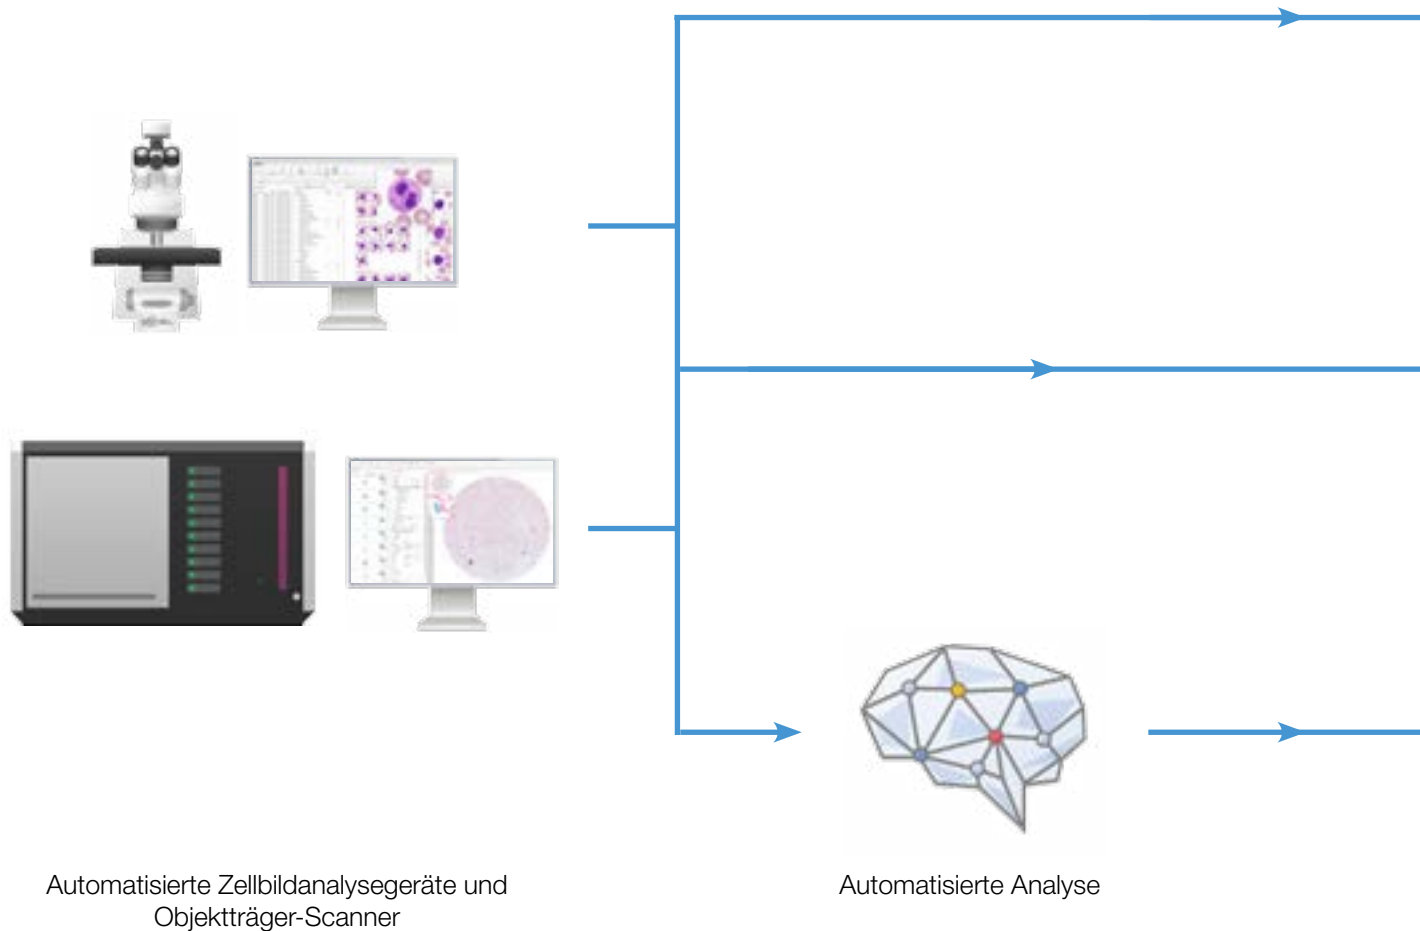 Automatisierte Zellbildanalysegeräte und
Objektträger-Scanner
Automatisierte Analyse